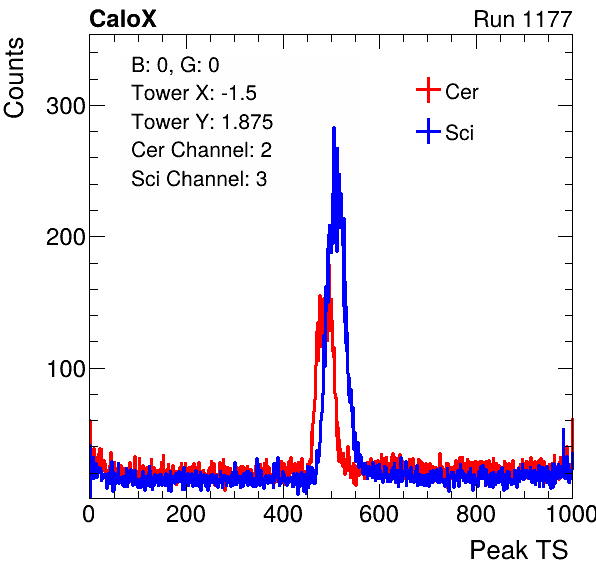 CaloX Run 1177
Counts
B: 0, G: 0
Tower X: -1.5
Tower Y: 1.875
Cer Channel: 2
Sci Channel: 3
Cer
Sci
300
200
100
0 200 400 600 800 1000
Peak TS